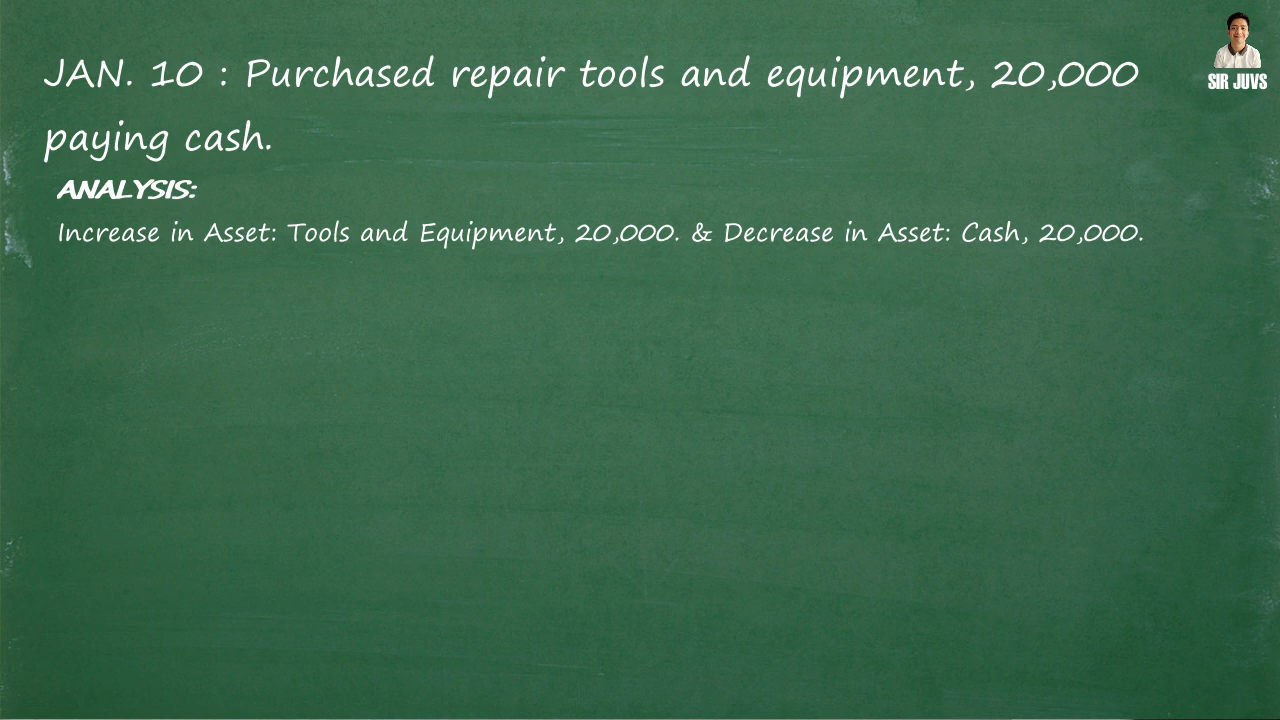 JAN. 10 : Purchased repair tools and equipment, 20,000
paying cash.
ANALYSIS:
Increase in Asset: Tools and Equipment, 20,000. & Decrease in Asset: Cash, 20,000.
SIR JUVS